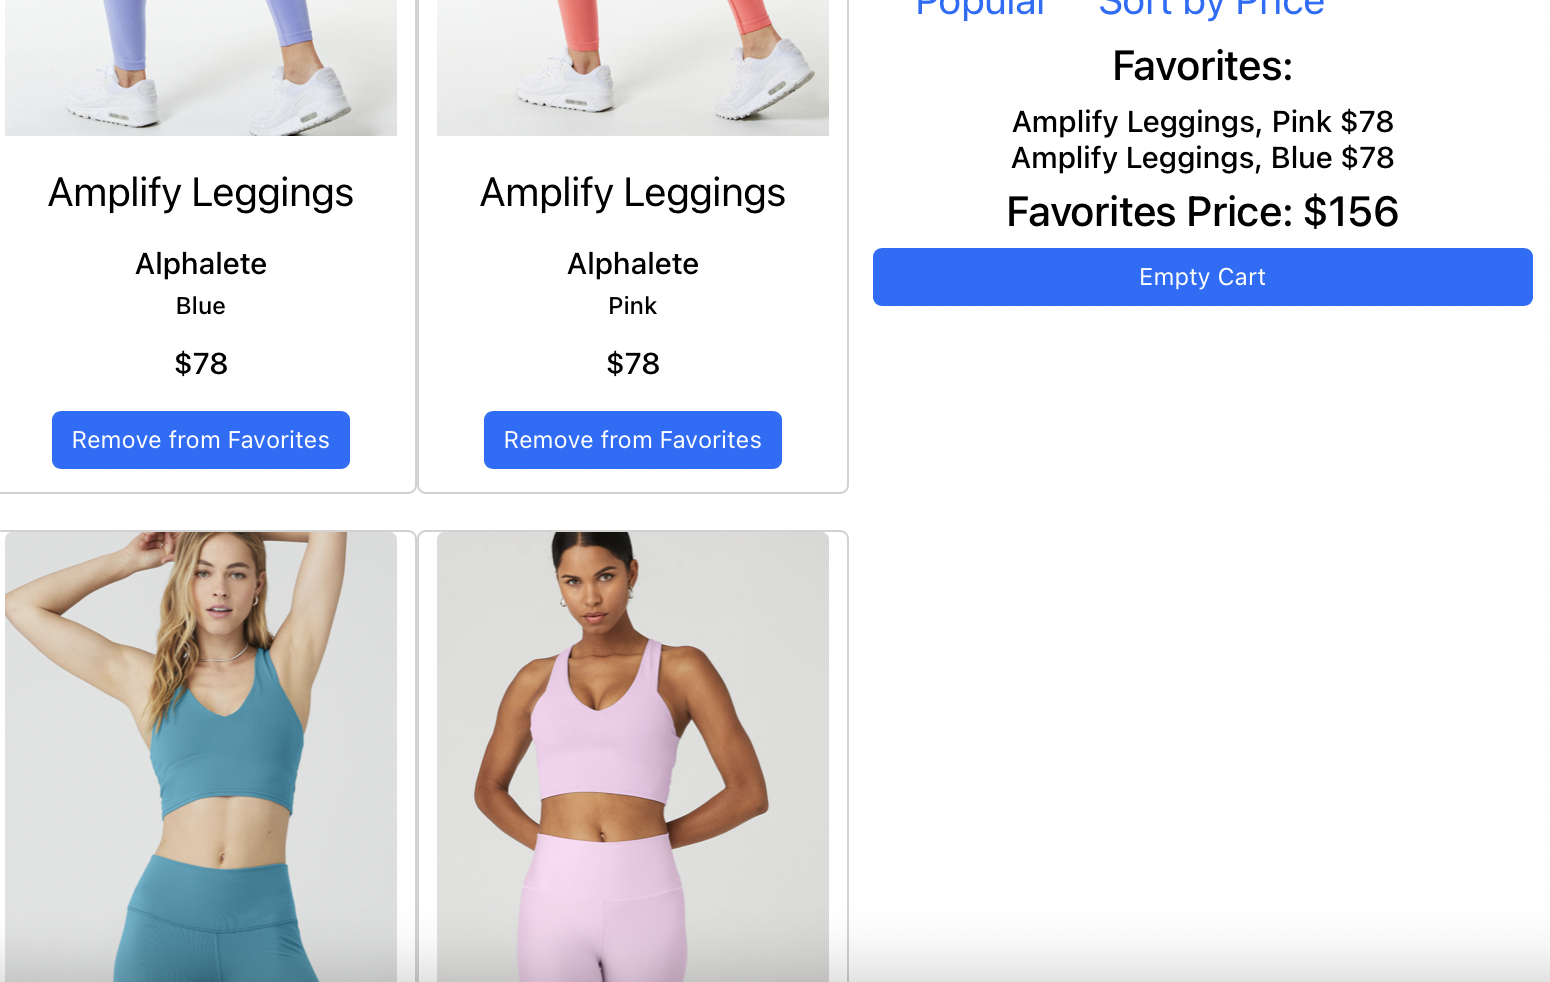 Popular Sort by Price
Favorites:
Amplify Leggings, Pink $78
Amplify Leggings, Blue $78
Favorites Price: $156
Empty Cart
Amplify Leggings
Alphalete
Blue
$78
Remove from Favorites
Amplify Leggings
Alphalete
Pink
$78
Remove from Favorites